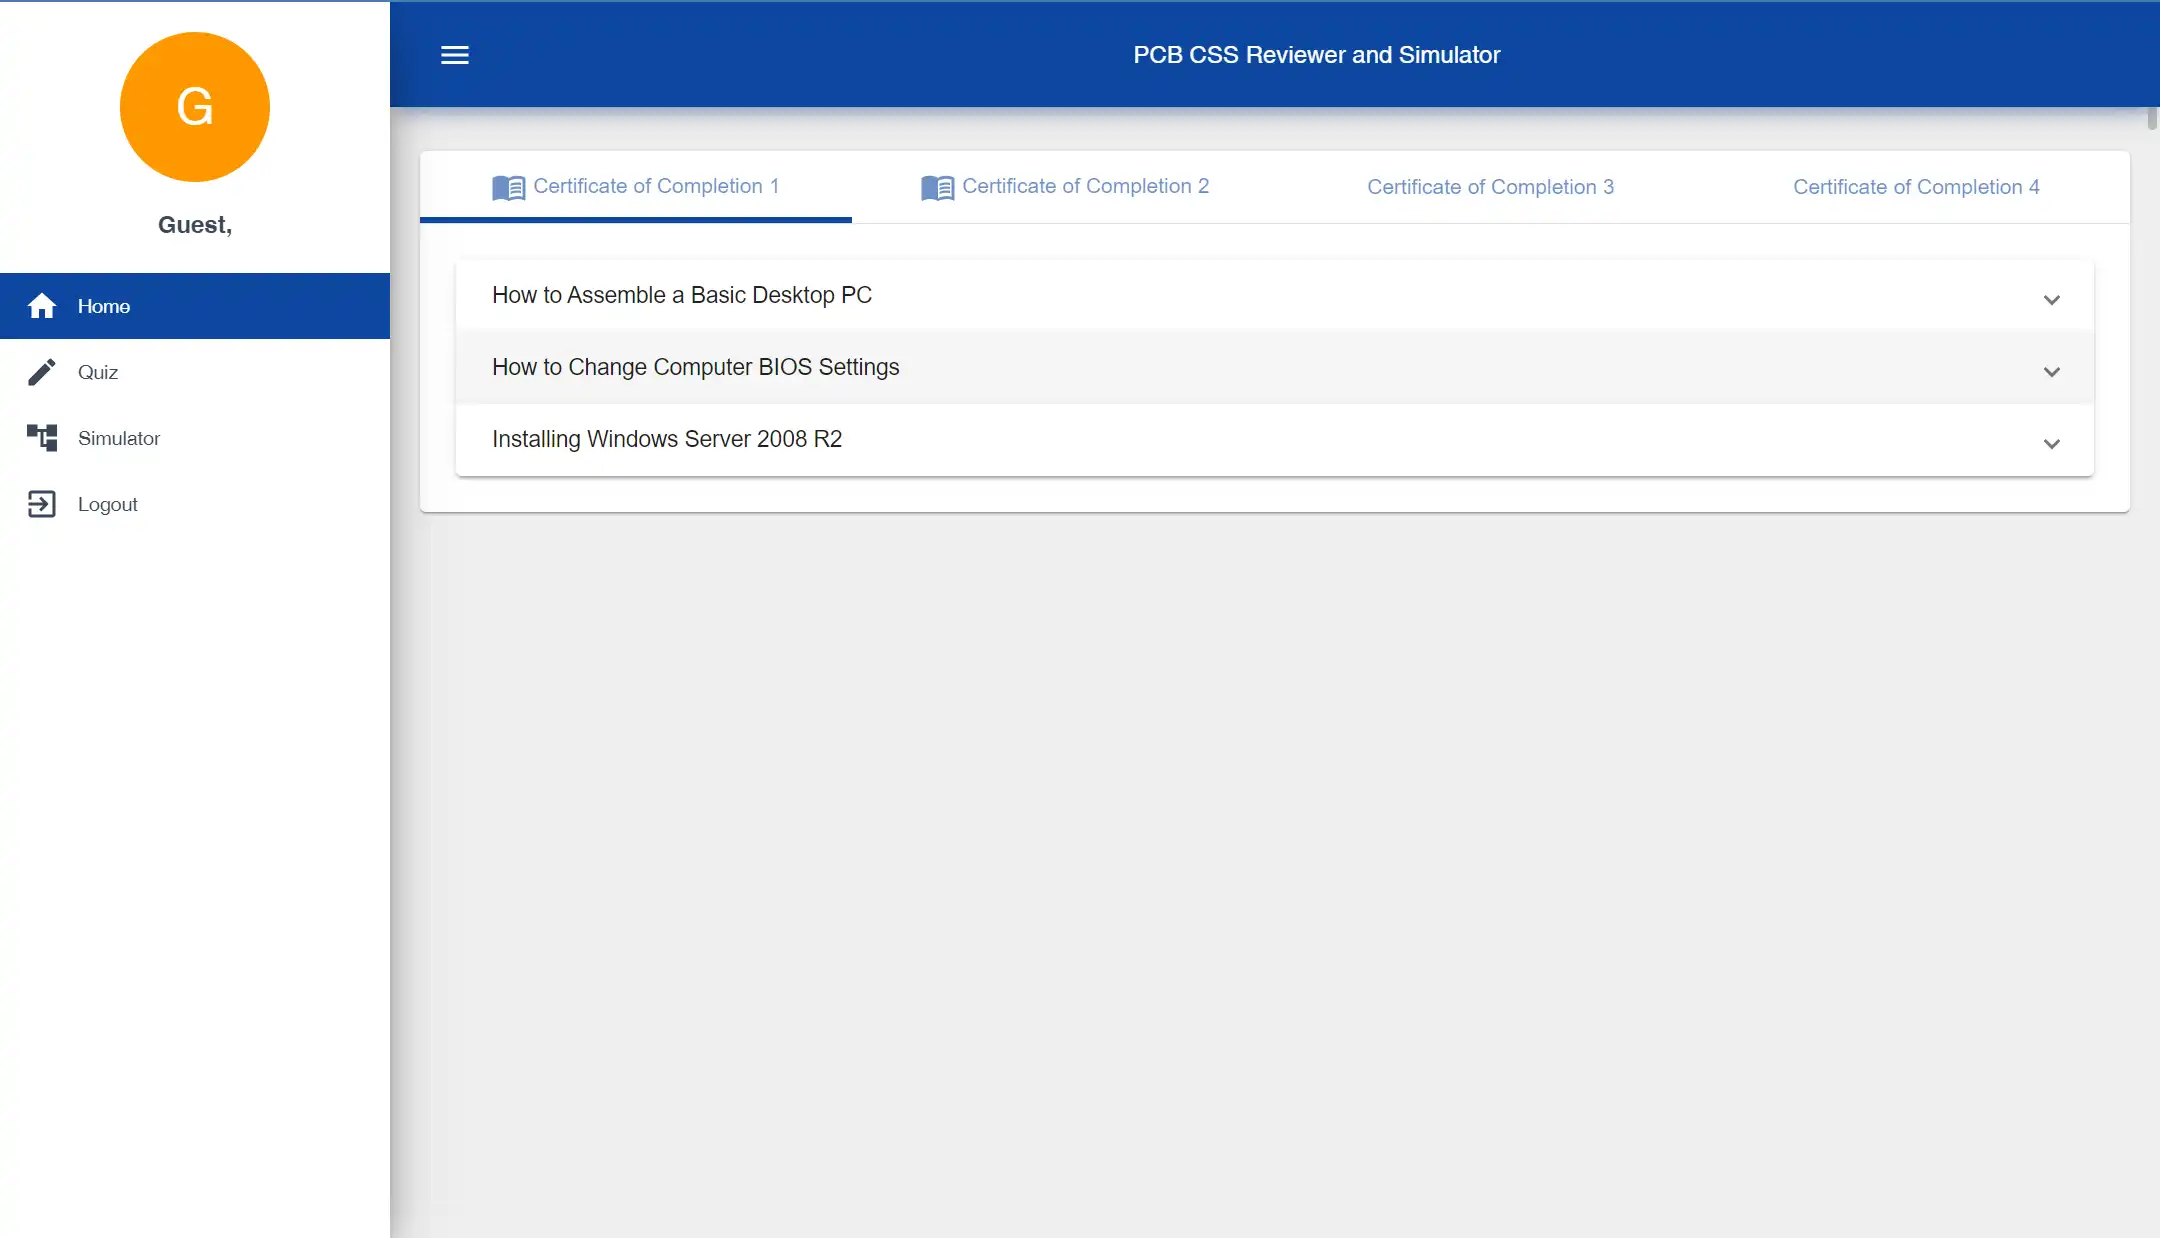 G
Guest,
Home
Quiz
Simulator
Logout
PCB CSS Reviewer and Simulator
Certificate of Completion 1
Certificate of Completion 2
Certificate of Completion 3
Certificate of Completion 4
How to Assemble a Basic Desktop PC
How to Change Computer BIOS Settings
Installing Windows Server 2008 R2